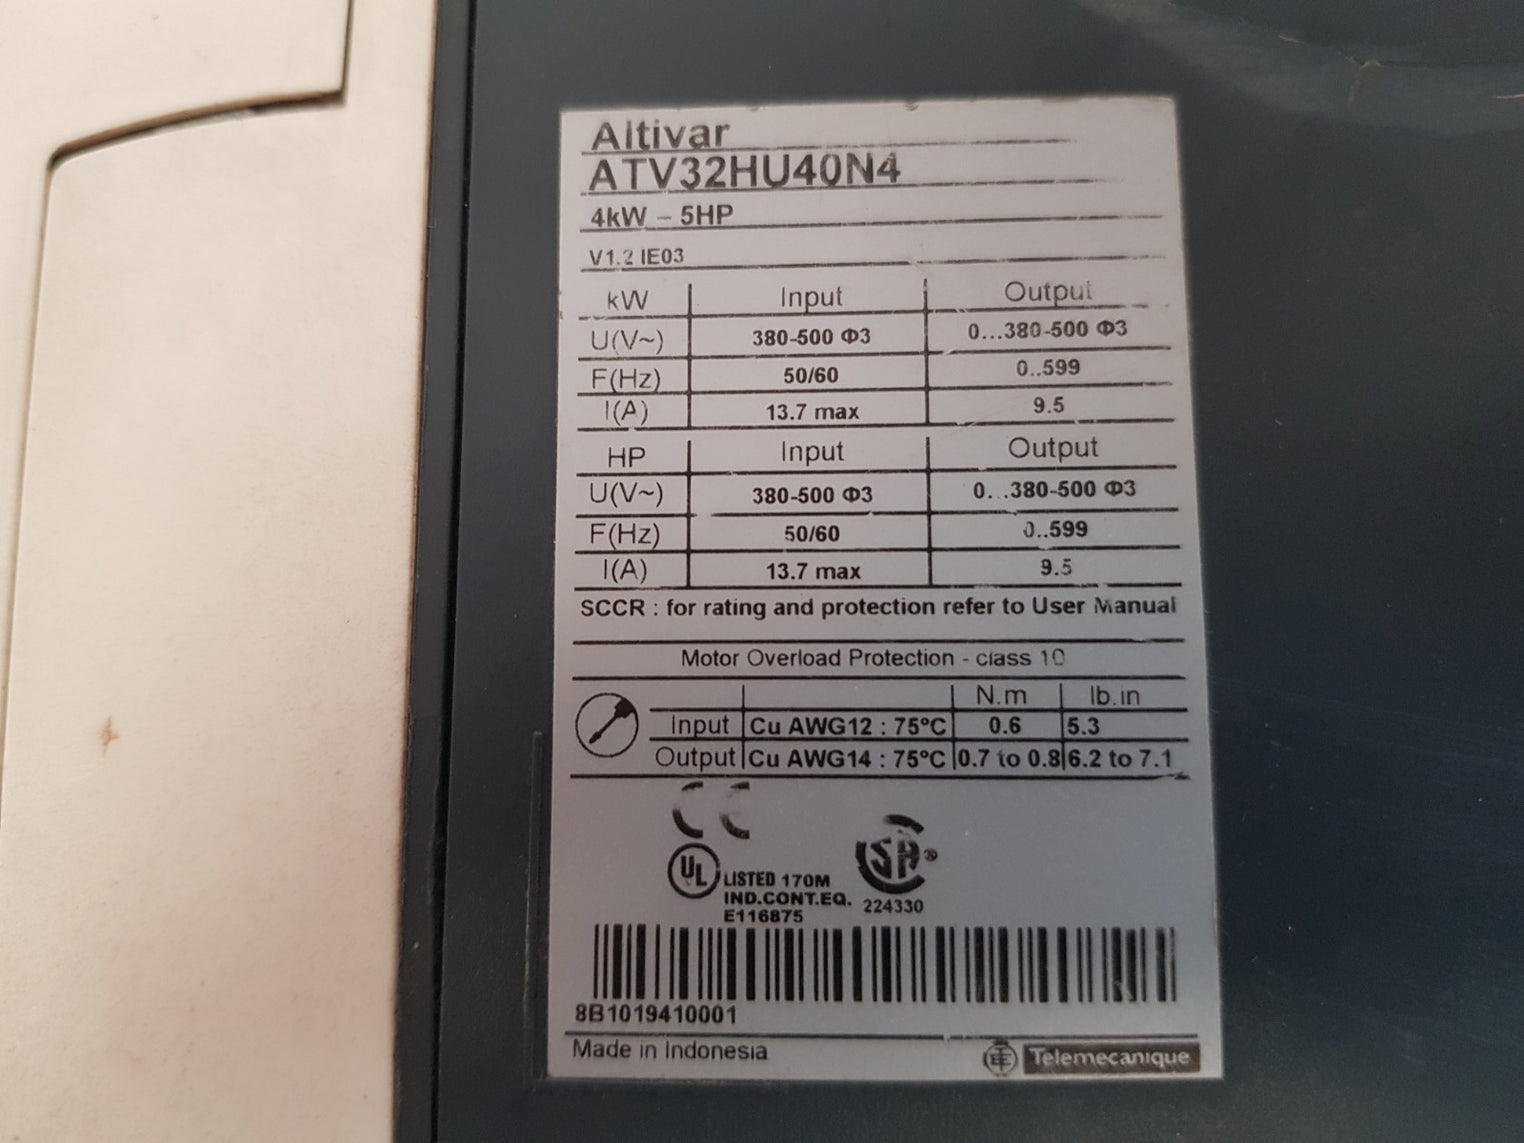 Altivar
ATV32HU40N4
4kW - 5HP
V1.2 IE03
kW Input Output
U(V~) 380-500 Φ3 0...380-500 Φ3
F(Hz) 50/60 0..599
I(A) 13.7 max 9.5
HP Input Output
U(V~) 380-500 Φ3 0...380-500 Φ3
F(Hz) 50/60 0..599
I(A) 13.7 max 9.5
SCCR : for rating and protection refer to User Manual
Motor Overload Protection - class 10
N.m lb.in
Input Cu AWG12 : 75°C 0.6 5.3
Output Cu AWG14 : 75°C 0.7 to 0.8 6.2 to 7.1
CE
UL LISTED 170M
IND.CONT.EQ.
E116875
SA®
224330
8B1019410001
Made in Indonesia
TE Telemecanique